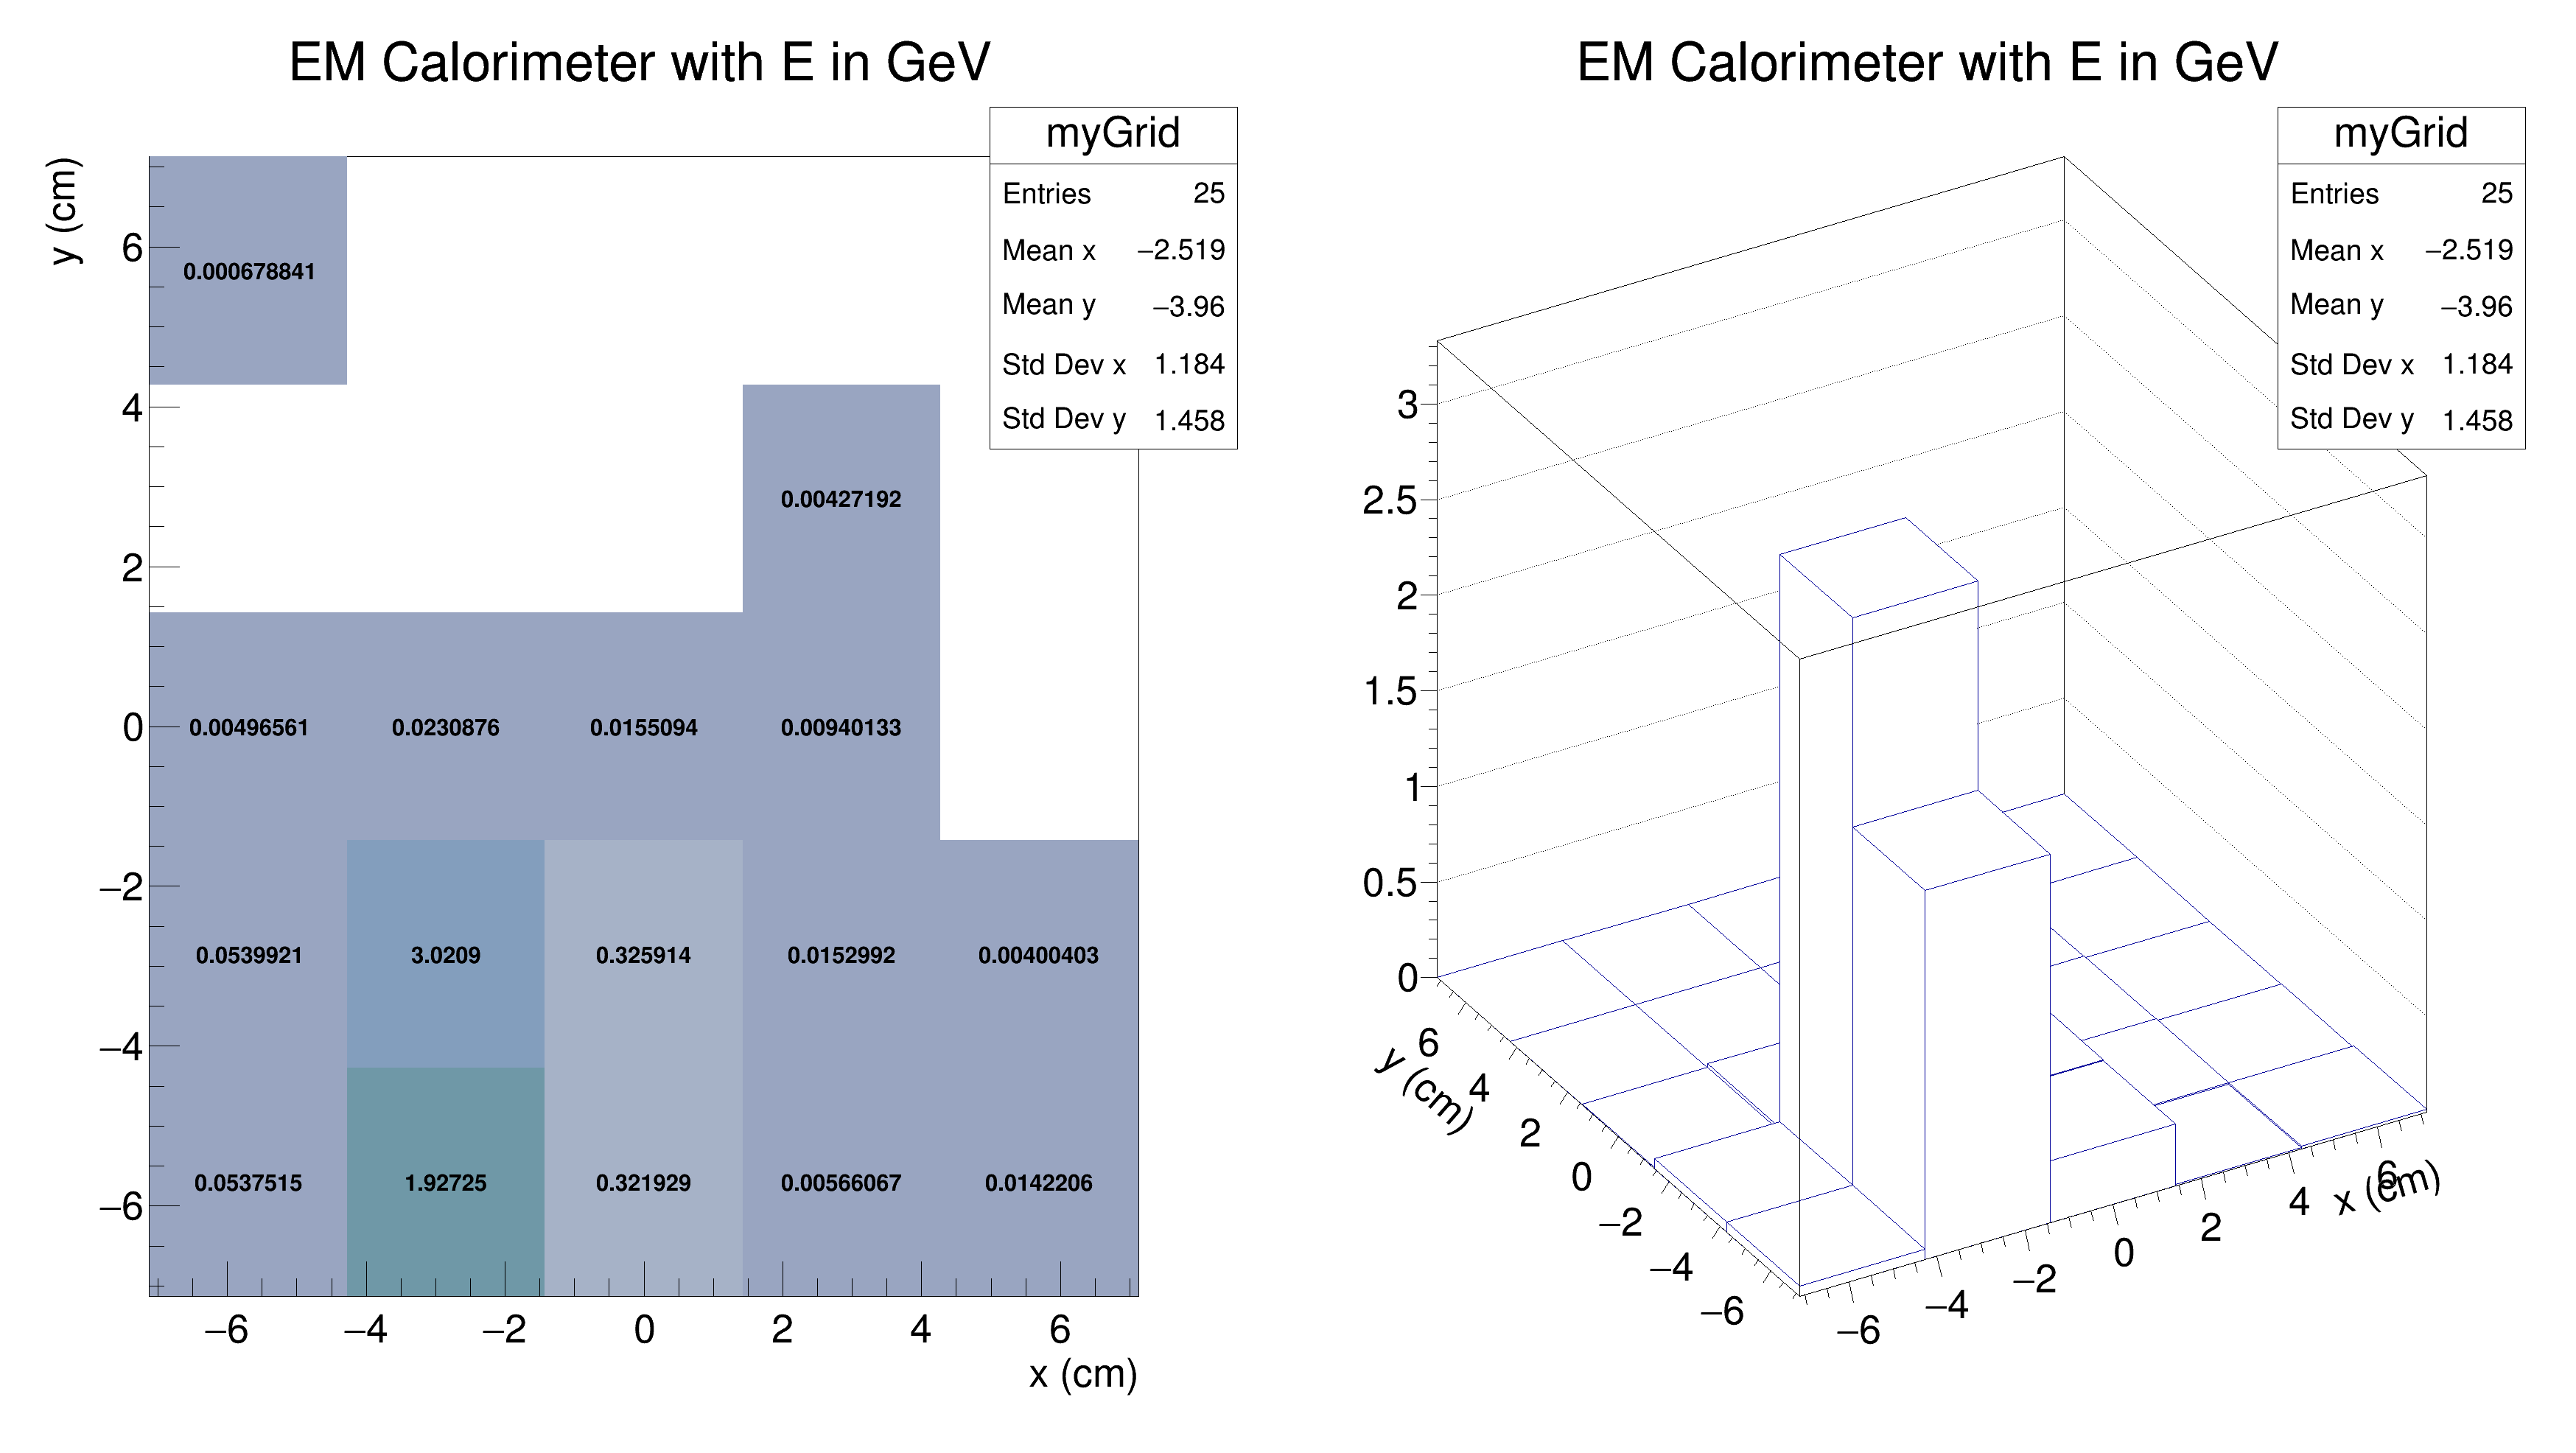 EM Calorimeter with E in GeV
myGrid
Entries 25
Mean x −2.519
Mean y −3.96
Std Dev x 1.184
Std Dev y 1.458
y (cm)
6
4
2
0
−2
−4
−6
0.000678841
0.00427192
0.00496561 0.0230876 0.0155094 0.00940133
0.0539921 3.0209 0.325914 0.0152992 0.00400403
0.0537515 1.92725 0.321929 0.00566067 0.0142206
−6 −4 −2 0 2 4 6
x (cm)
EM Calorimeter with E in GeV
myGrid
Entries 25
Mean x −2.519
Mean y −3.96
Std Dev x 1.184
Std Dev y 1.458
3
2.5
2
1.5
1
0.5
0
y (cm)
6
4
2
0
−2
−4
−6
−6
−4
−2
0
2
4
6
x (cm)